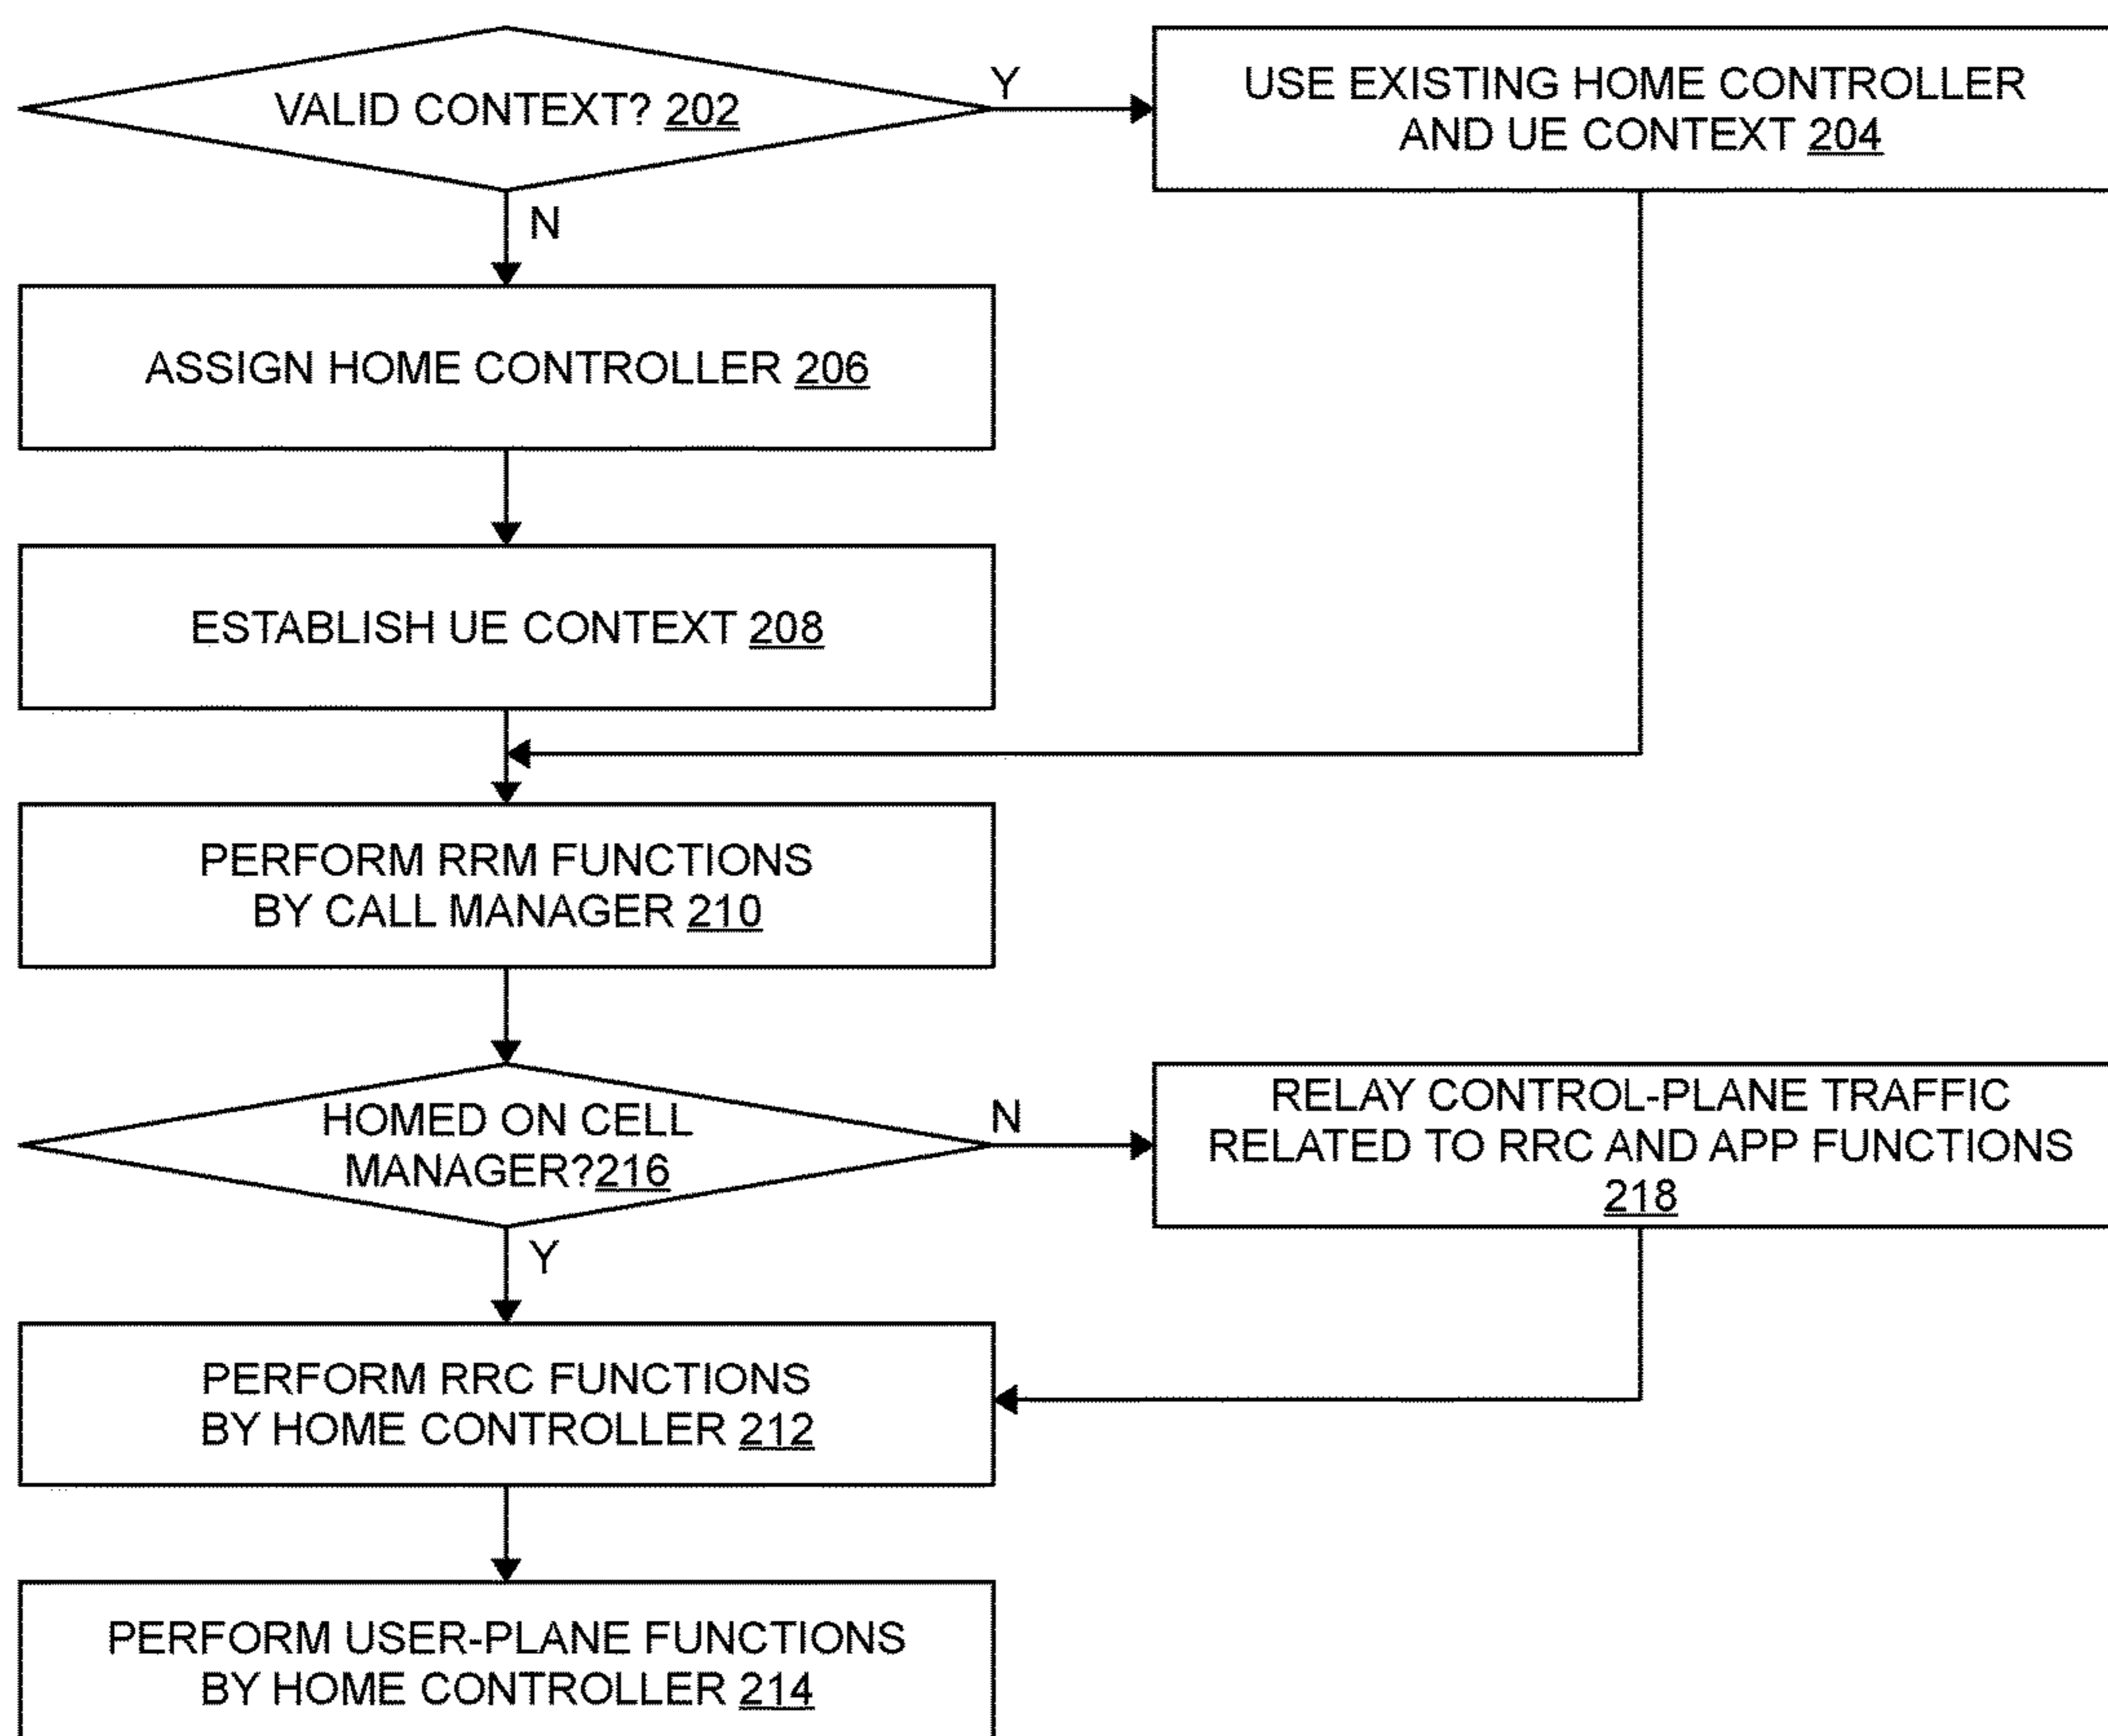 VALID CONTEXT? 202
Y
USE EXISTING HOME CONTROLLER
AND UE CONTEXT 204
N
ASSIGN HOME CONTROLLER 206
ESTABLISH UE CONTEXT 208
PERFORM RRM FUNCTIONS
BY CALL MANAGER 210
HOMED ON CELL
MANAGER?216
N
RELAY CONTROL-PLANE TRAFFIC
RELATED TO RRC AND APP FUNCTIONS
218
Y
PERFORM RRC FUNCTIONS
BY HOME CONTROLLER 212
PERFORM USER-PLANE FUNCTIONS
BY HOME CONTROLLER 214